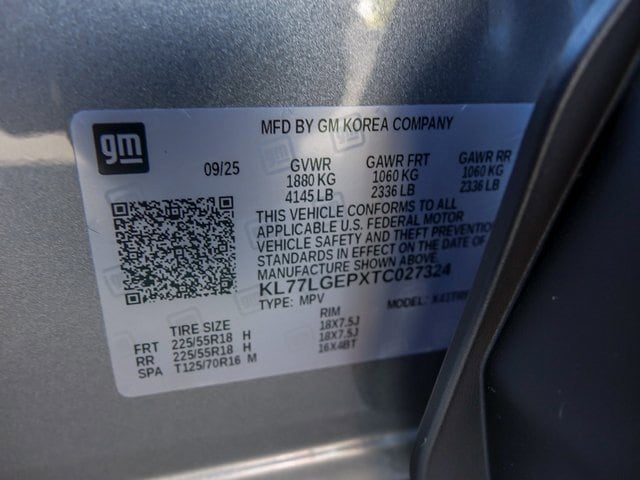 gm
MFD BY GM KOREA COMPANY
09/25 GVWR GAWR FRT GAWR RR
1880 KG 1060 KG 1060 KG
4145 LB 2336 LB 2336 LB
THIS VEHICLE CONFORMS TO ALL
APPLICABLE U.S. FEDERAL MOTOR
VEHICLE SAFETY AND THEFT PREVENTIO
STANDARDS IN EFFECT ON THE DATE OF
MANUFACTURE SHOWN ABOVE.
KL77LGEPXTC027324
TYPE: MPV MODEL:
TIRE SIZE RIM
FRT 225/55R18 H 18X7.5J
RR 225/55R18 H 18X7.5J
SPA T125/70R16 M 16X4BT